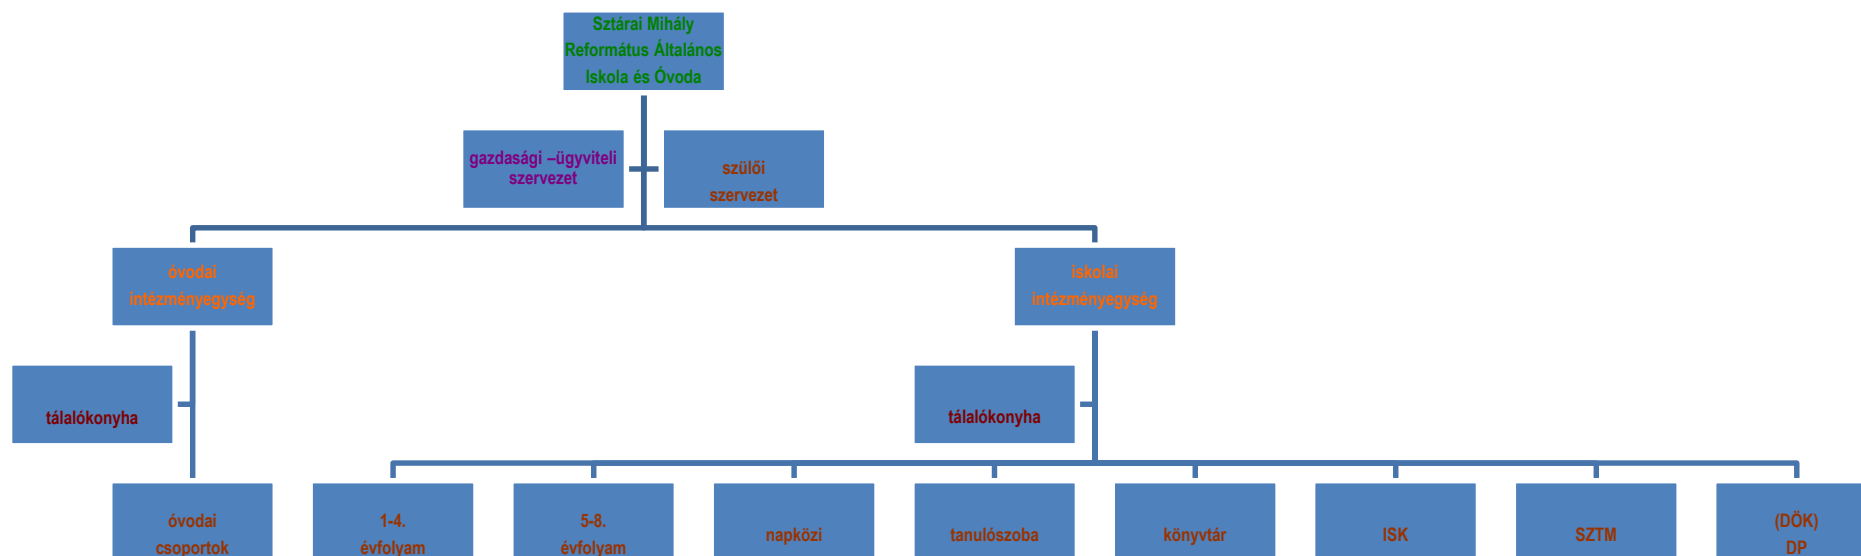 Sztárai Mihály
Református Általános
Iskola és Óvoda
gazdasági –ügyviteli
szervezet
szülői
szervezet
óvodai
intézményegység
iskolai
intézményegység
tálalókonyha
tálalókonyha
óvodai
csoportok
1-4.
évfolyam
5-8.
évfolyam
napközi
tanulószoba
könyvtár
ISK
SZTM
(DÖK)
DP